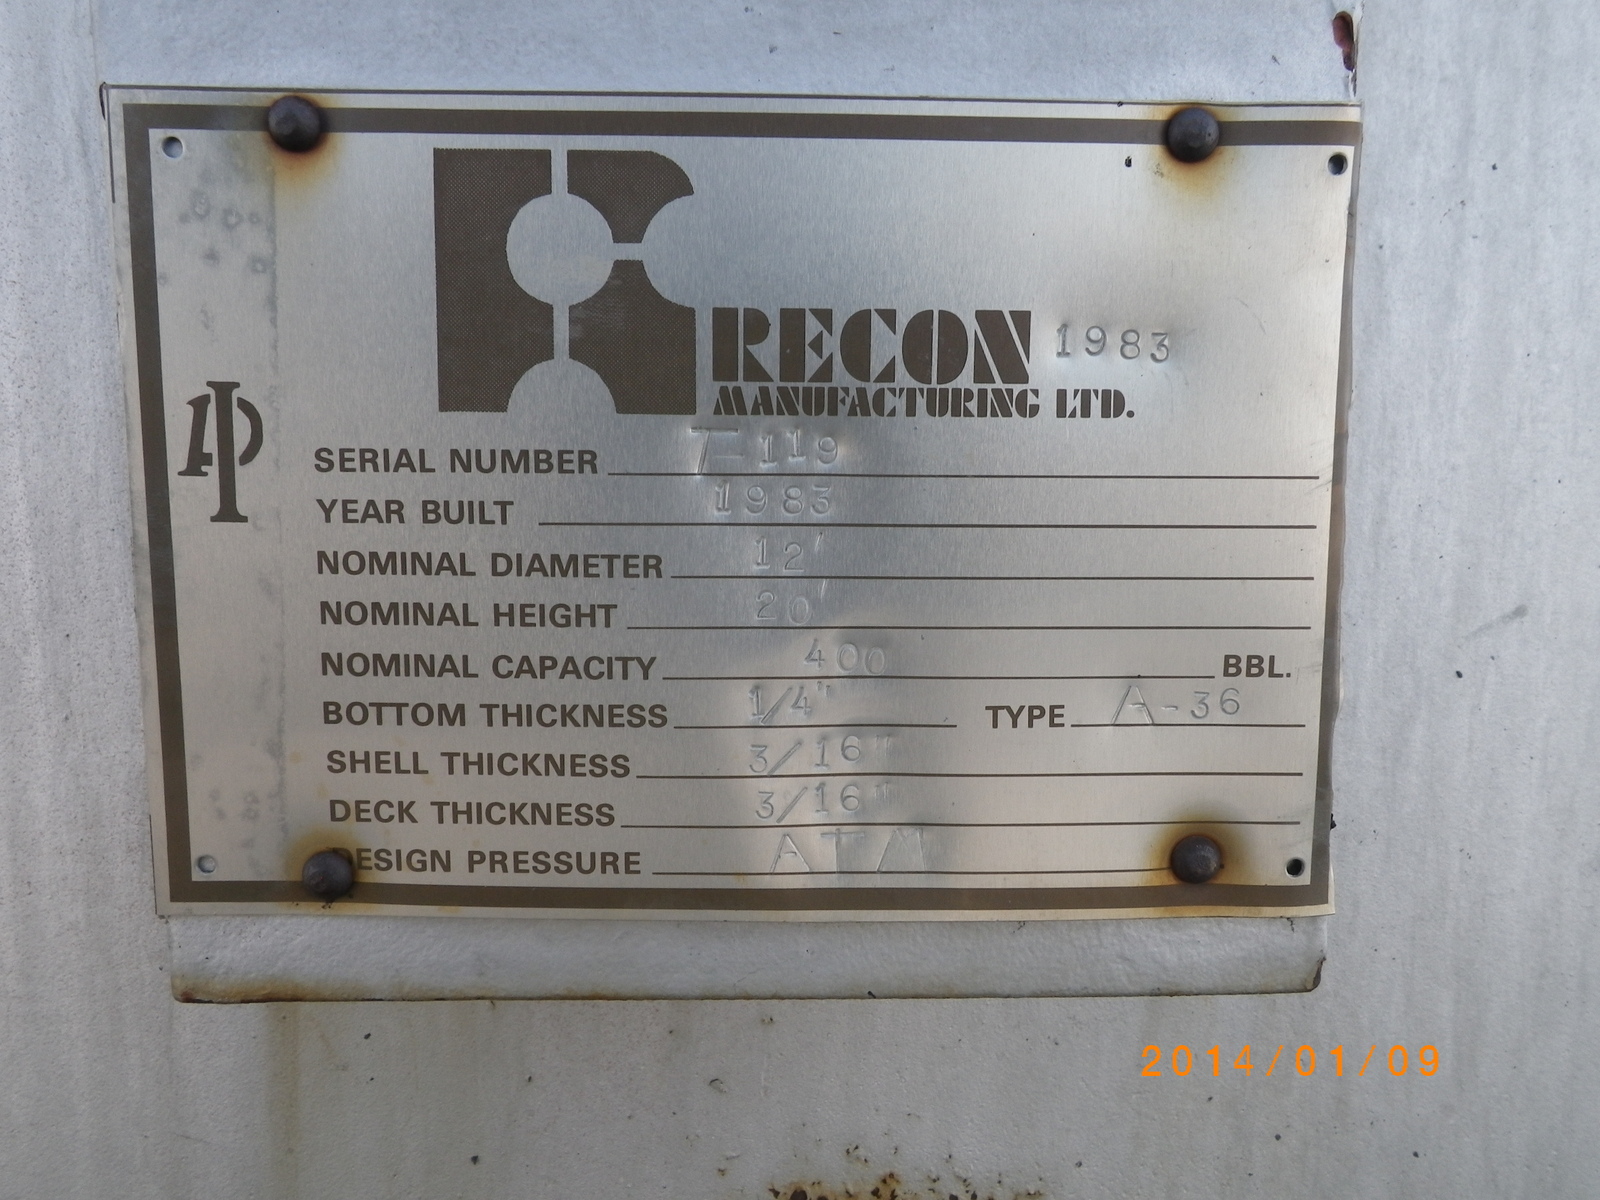 API
RECON 1983
MANUFACTURING LTD.
SERIAL NUMBER T-119
YEAR BUILT 1983
NOMINAL DIAMETER 12'
NOMINAL HEIGHT 20'
NOMINAL CAPACITY 400 BBL.
BOTTOM THICKNESS 1/4" TYPE A-36
SHELL THICKNESS 3/16"
DECK THICKNESS 3/16"
DESIGN PRESSURE ATM
2014/01/09